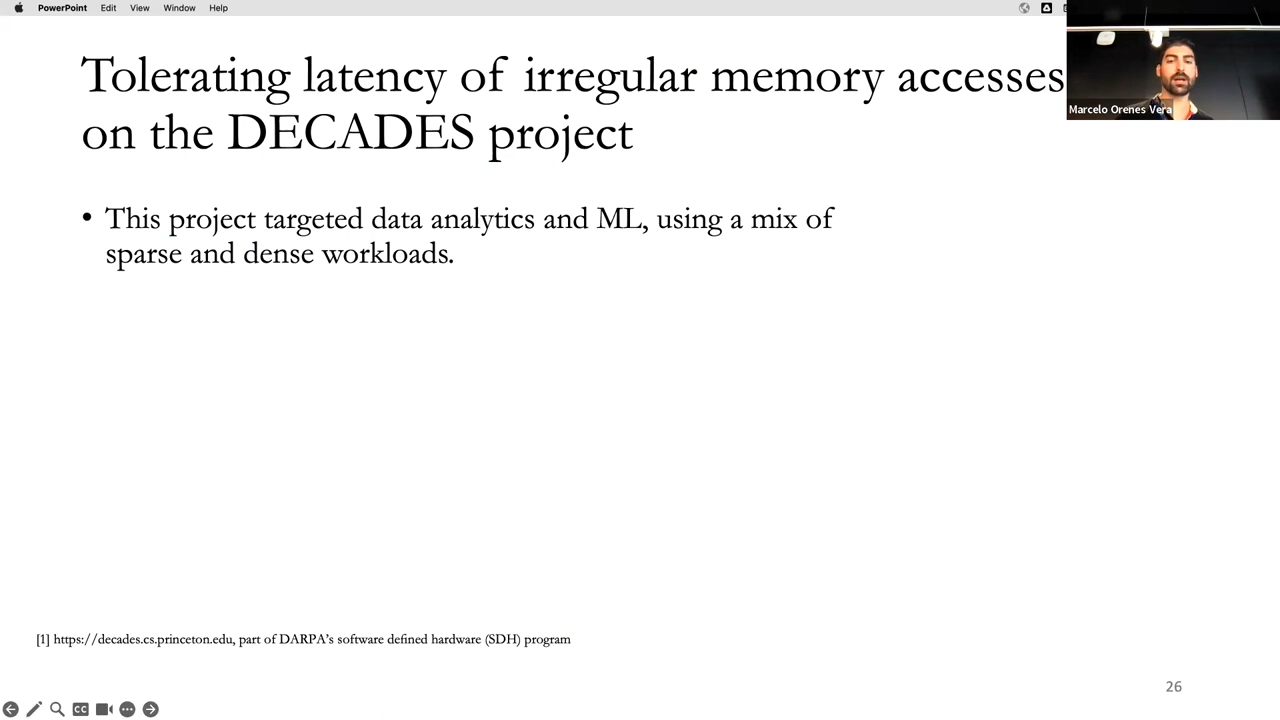 PowerPoint Edit View Window Help
Tolerating latency of irregular memory accesses
on the DECADES project
Marcelo Orenes Vera
• This project targeted data analytics and ML, using a mix of
sparse and dense workloads.
[1] https://decades.cs.princeton.edu, part of DARPA's software defined hardware (SDH) program
26
CC